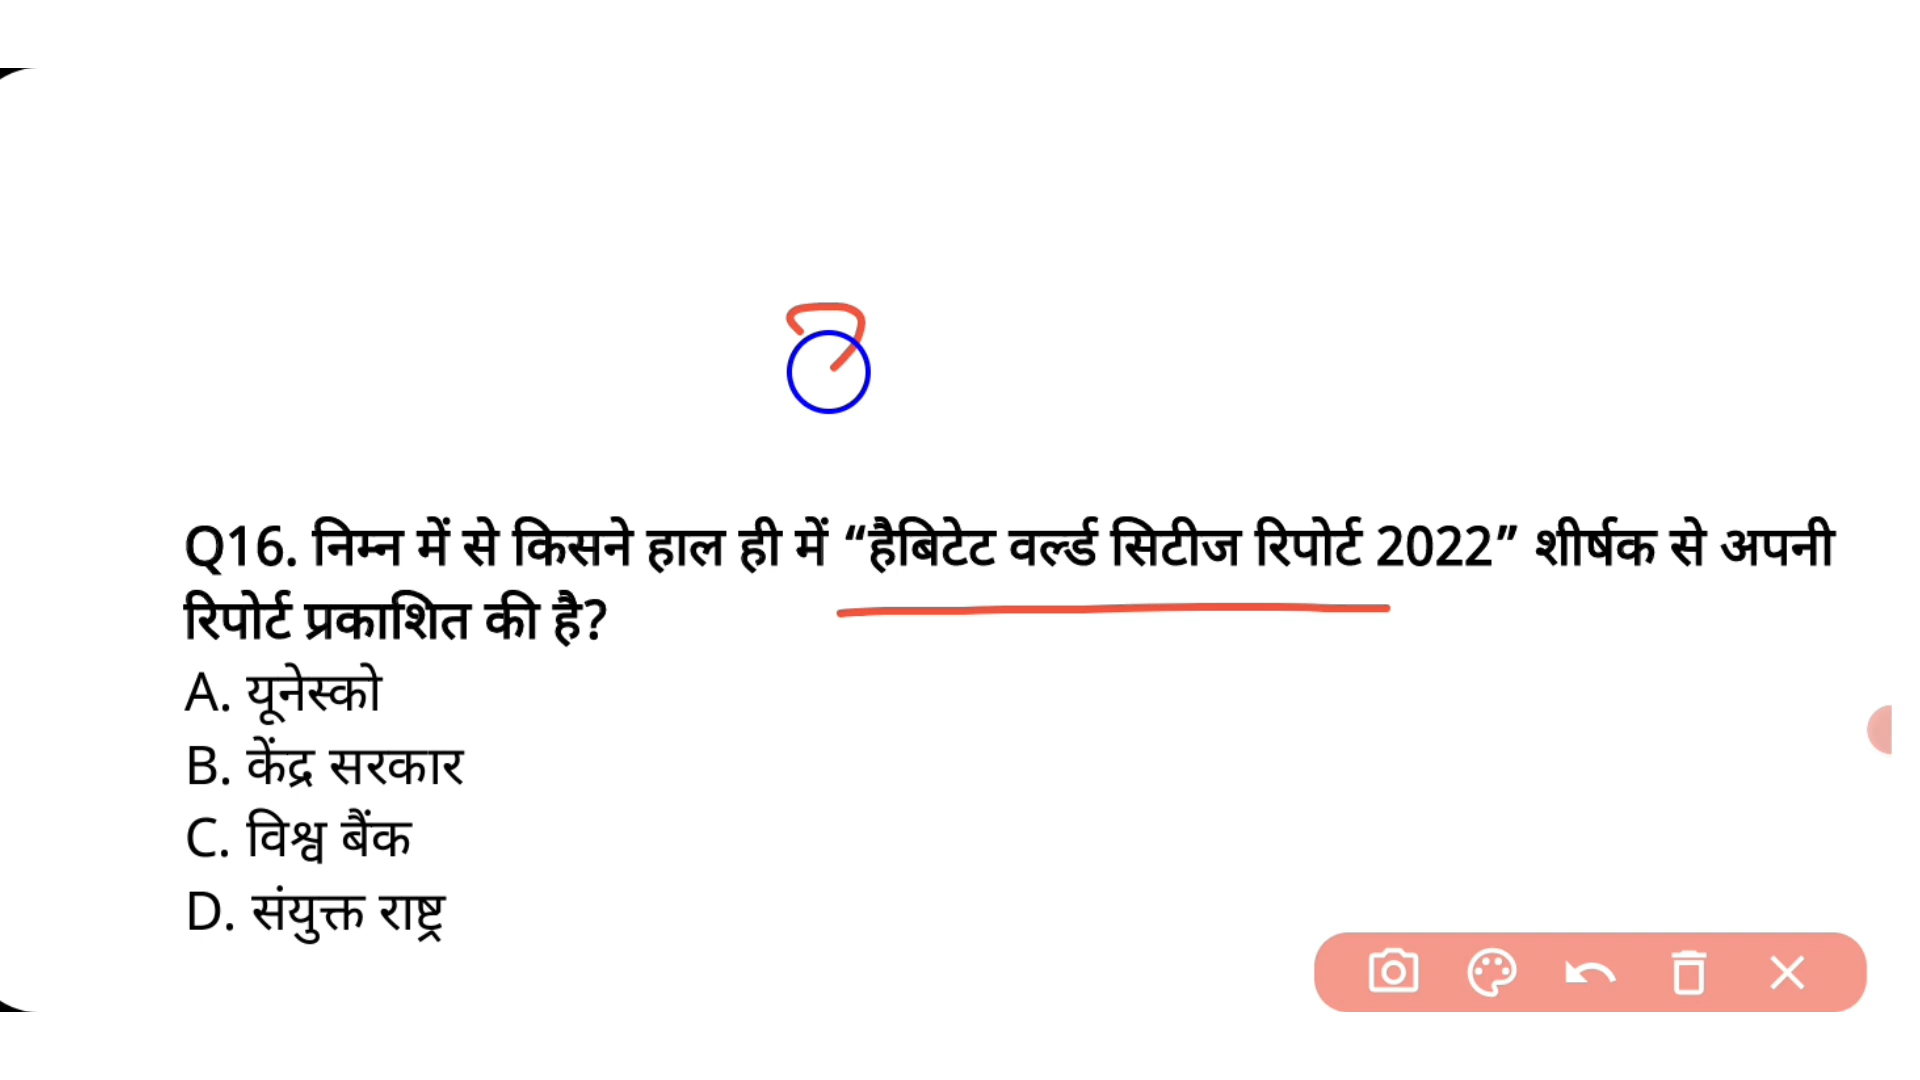 Q16. निम्न में से किसने हाल ही में “हैबिटेट वर्ल्ड सिटीज रिपोर्ट 2022” शीर्षक से अपनी
रिपोर्ट प्रकाशित की है?
A. यूनेस्को
B. केंद्र सरकार
C. विश्व बैंक
D. संयुक्त राष्ट्र